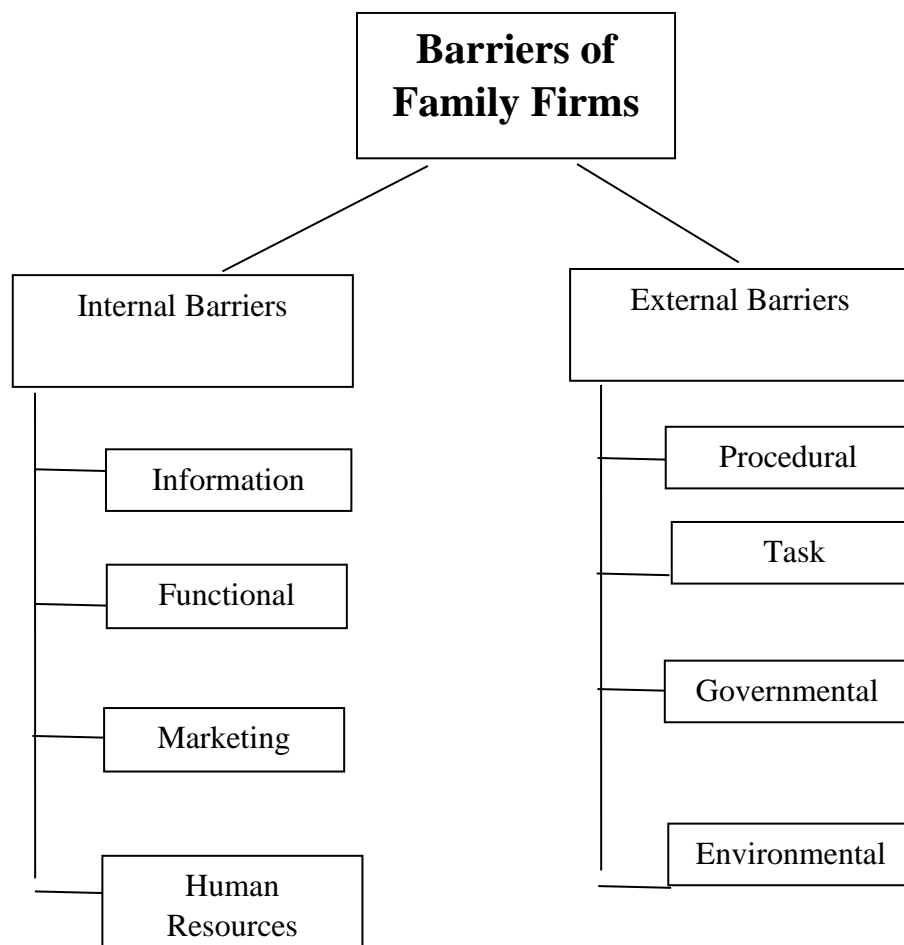 Barriers of
Family Firms
Internal Barriers
External Barriers
Information
Functional
Marketing
Human
Resources
Procedural
Task
Governmental
Environmental